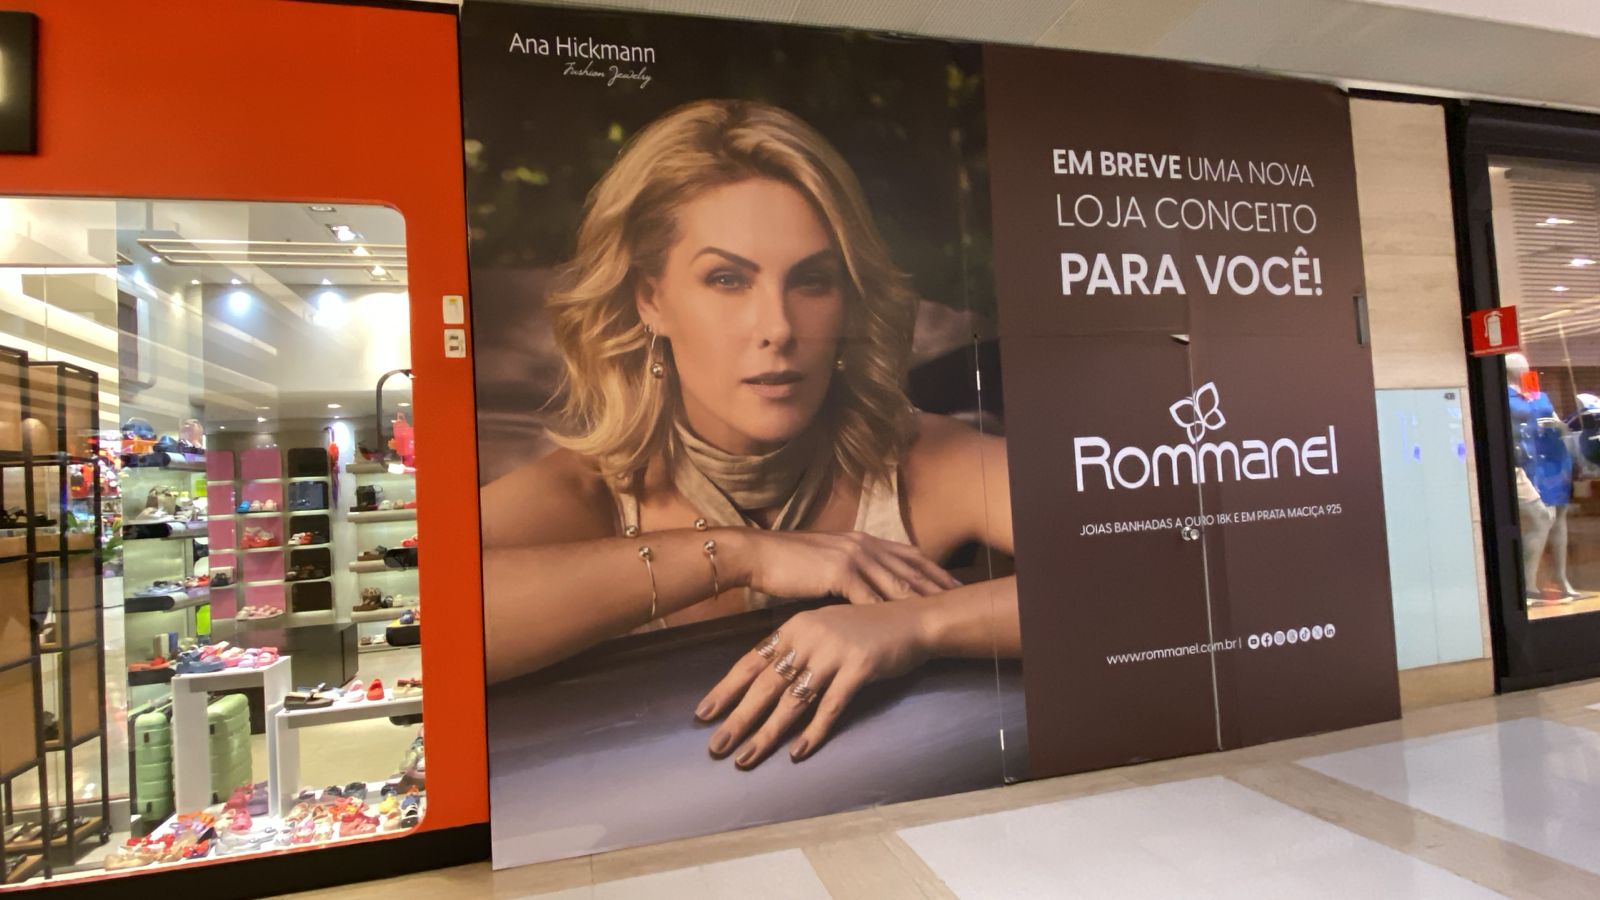 Ana Hickmann
Fashion Jewelry
EM BREVE UMA NOVA
LOJA CONCEITO
PARA VOCÊ!
Rommanel
JOIAS BANHADAS A OURO 18K E EM PRATA MACIÇA 925
www.rommanel.com.br |